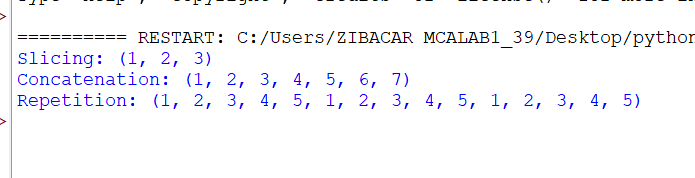 ========== RESTART: C:/Users/ZIBACAR MCALAB1_39/Desktop/python
Slicing: (1, 2, 3)
Concatenation: (1, 2, 3, 4, 5, 6, 7)
Repetition: (1, 2, 3, 4, 5, 1, 2, 3, 4, 5, 1, 2, 3, 4, 5)